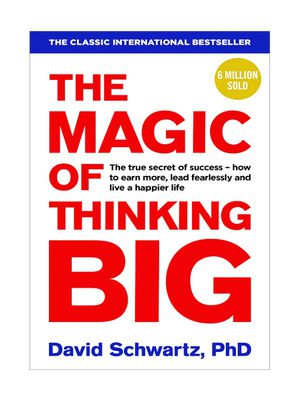 THE CLASSIC INTERNATIONAL BESTSELLER
6 MILLION
SOLD
THE
MAGIC
OF
The true secret of success – how
to earn more, lead fearlessly and
live a happier life
THINKING
BIG
David Schwartz, PhD